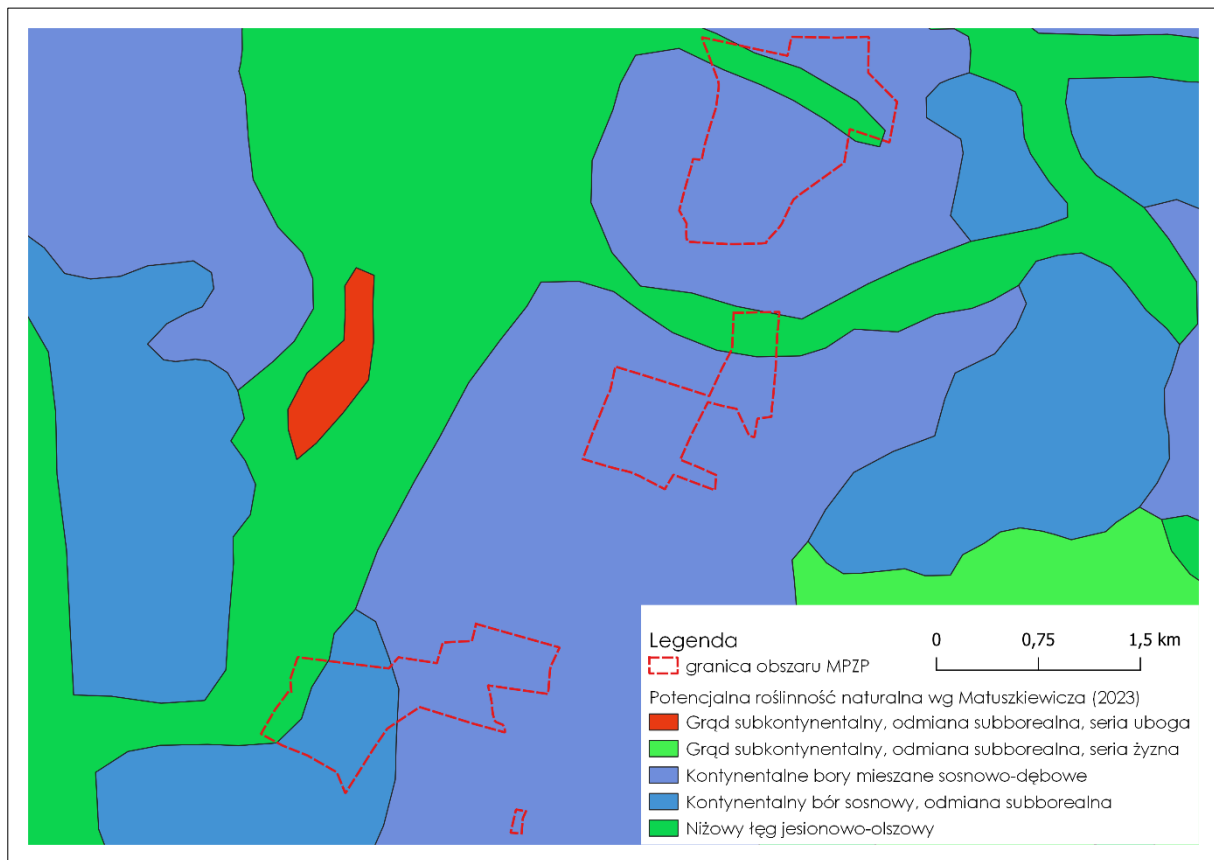 Legenda
0 0,75 1,5 km
granica obszaru MPZP
Potencjalna roślinność naturalna wg Matuszkiewicza (2023)
Grąd subkontynentalny, odmiana subborealna, seria uboga
Grąd subkontynentalny, odmiana subborealna, seria żyzna
Kontynentalne bory mieszane sosnowo-dębowe
Kontynentalny bór sosnowy, odmiana subborealna
Niżowy łęg jesionowo-olszowy